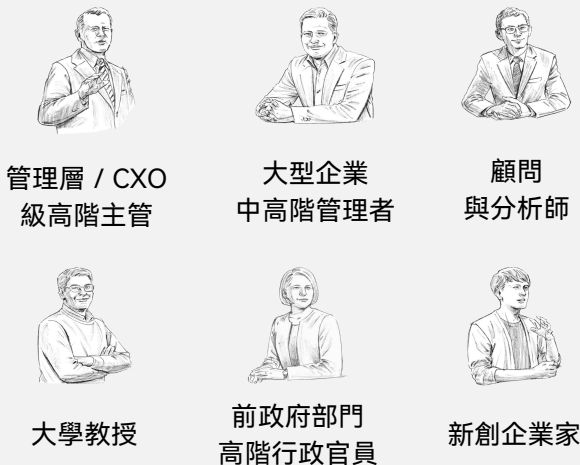 管理層 / CXO
級高階主管
大型企業
中高階管理者
顧問
與分析師
大學教授
前政府部門
高階行政官員
新創企業家